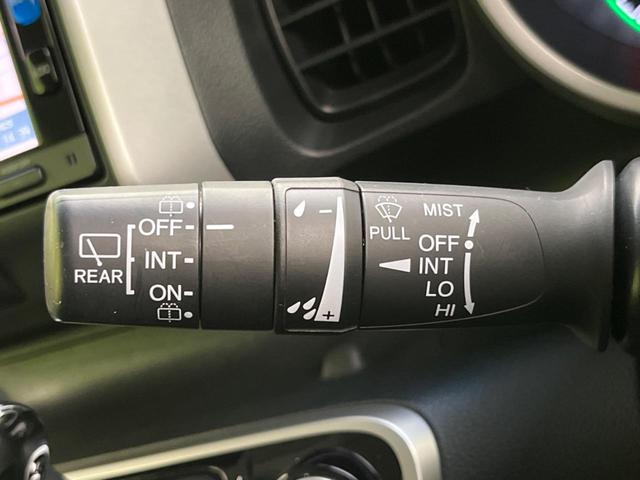 OFF
INT
ON
REAR
- 
+
PULL
MIST
OFF
INT
LO
HI